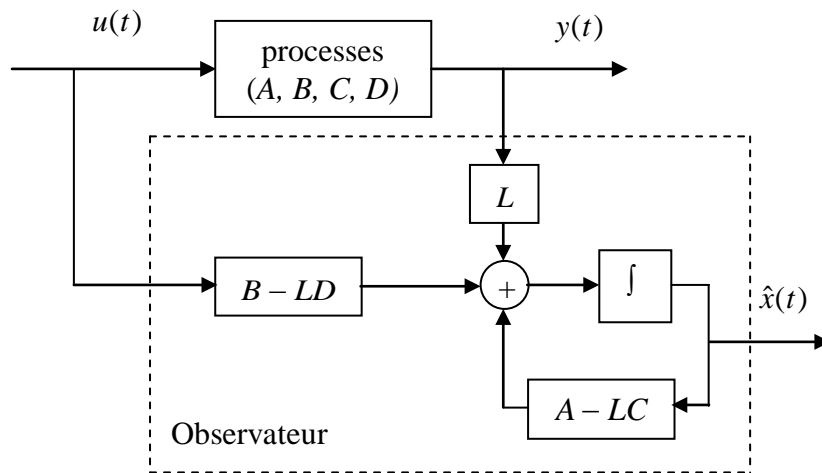 u(t)
y(t)
processes
(A, B, C, D)
L
B – LD
+
∫
x̂(t)
A – LC
Observateur